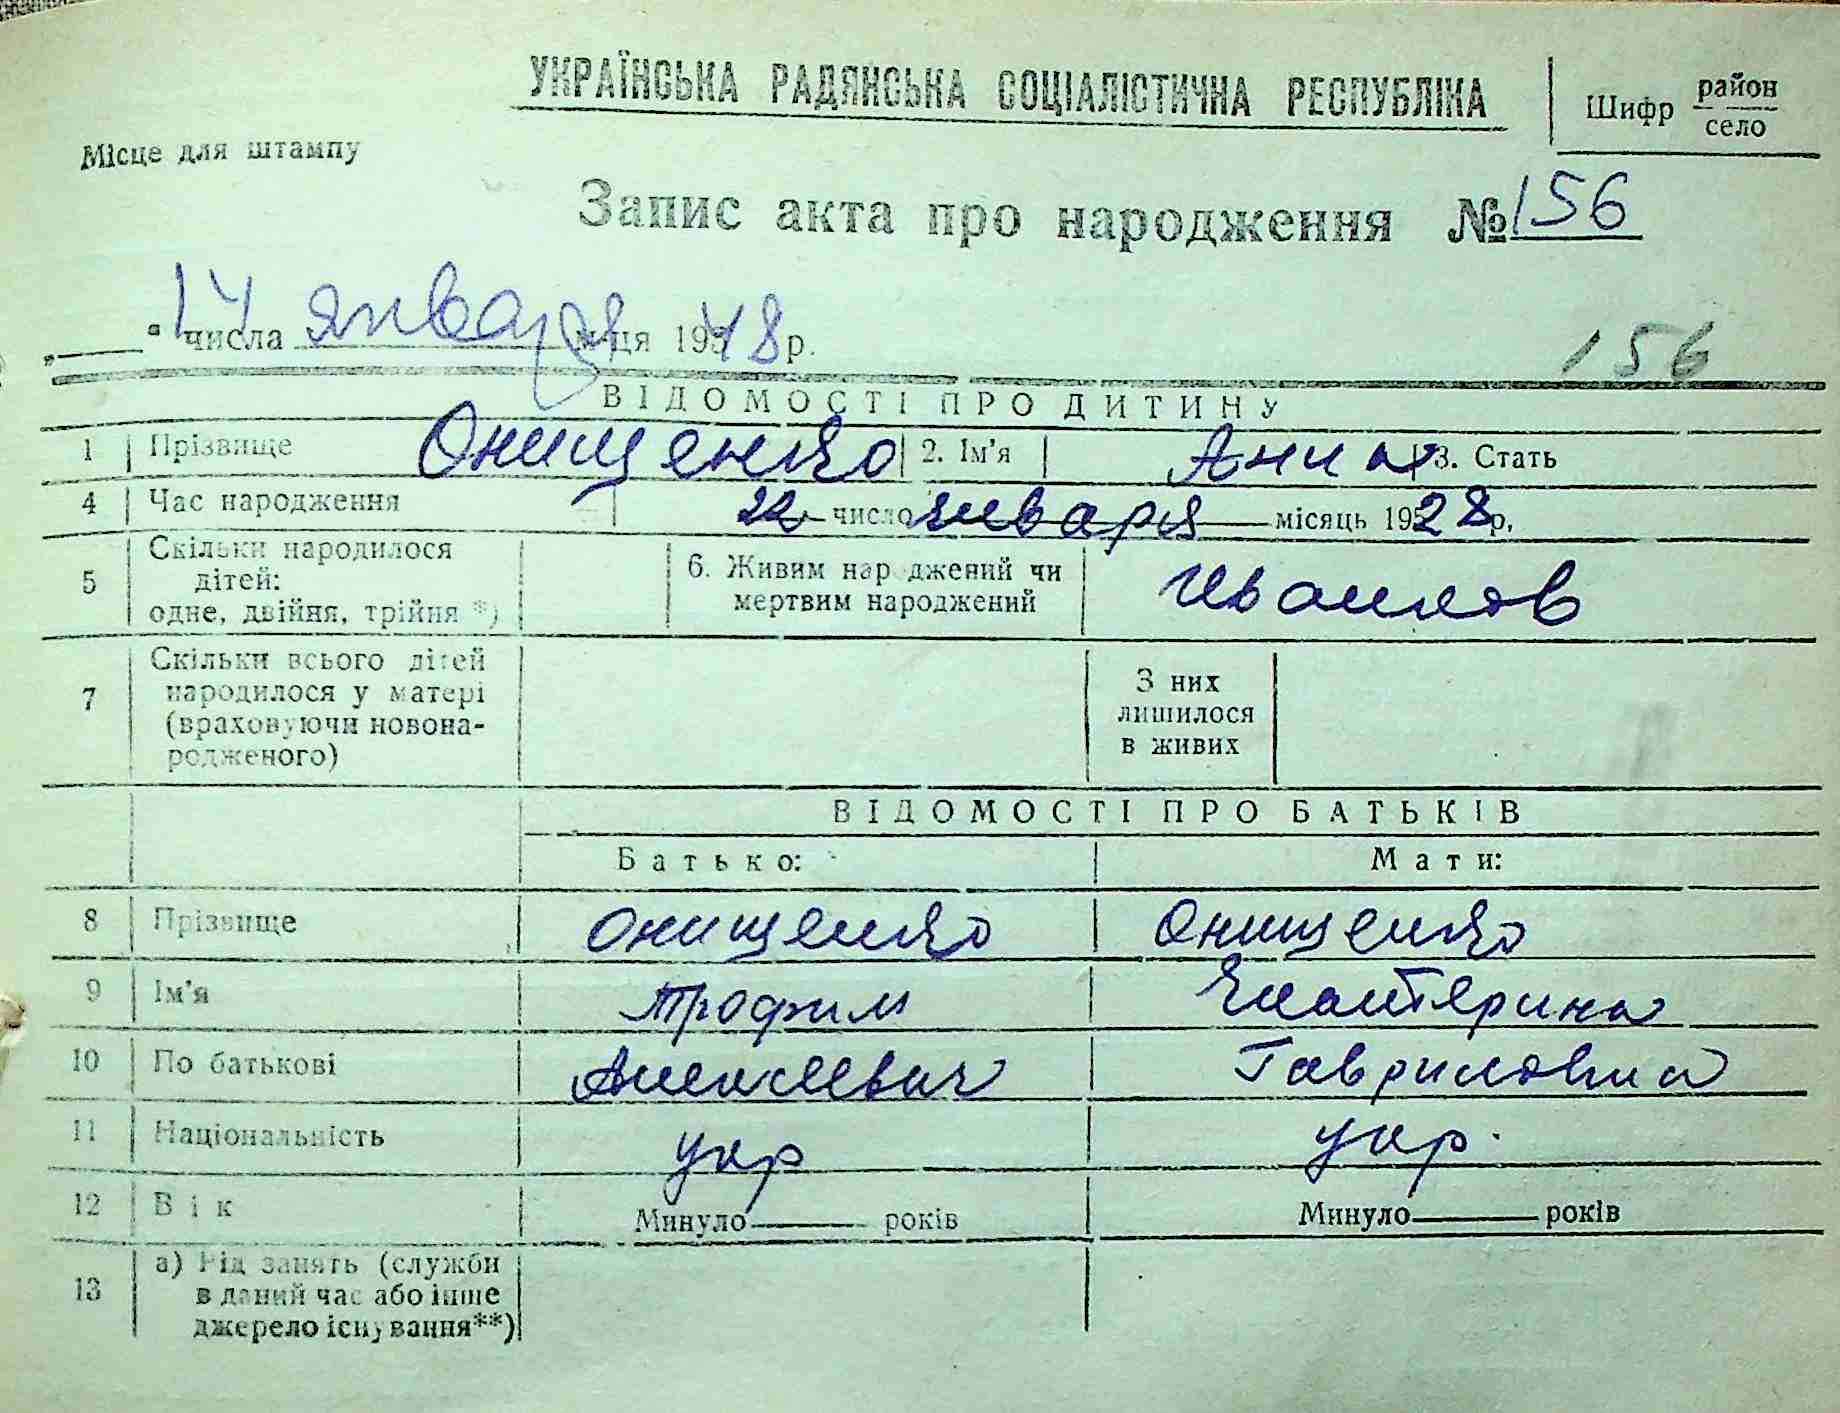 УКРАЇНСЬКА РАДЯНСЬКА СОЦІАЛІСТИЧНА РЕСПУБЛІКА
Шифр район
село
Місце для штампу
Запис акта про народження № 156
„ 14 “ числа января м-ця 1948 р.
156
ВІДОМОСТІ ПРО ДИТИНУ
1 Прізвище Онищенко 2. Ім'я Анна 3. Стать
4 Час народження 22 число января місяць 1928 р.
5 Скільки народилося дітей: одне, двійня, трійня *) 6. Живим народжений чи мертвим народжений
7 Скільки всього дітей народилося у матері (враховуючи новонародженого) З них лишилося в живих
ВІДОМОСТІ ПРО БАТЬКІВ
Батько: Мати:
8 Прізвище Онищенко Онищенко
9 Ім'я Трофим Екатерина
10 По батькові Алексеевич Гавриловна
11 Національність укр укр.
12 Вік Минуло років Минуло років
13 а) Рід занять (служби в даний час або інше джерело існування**)